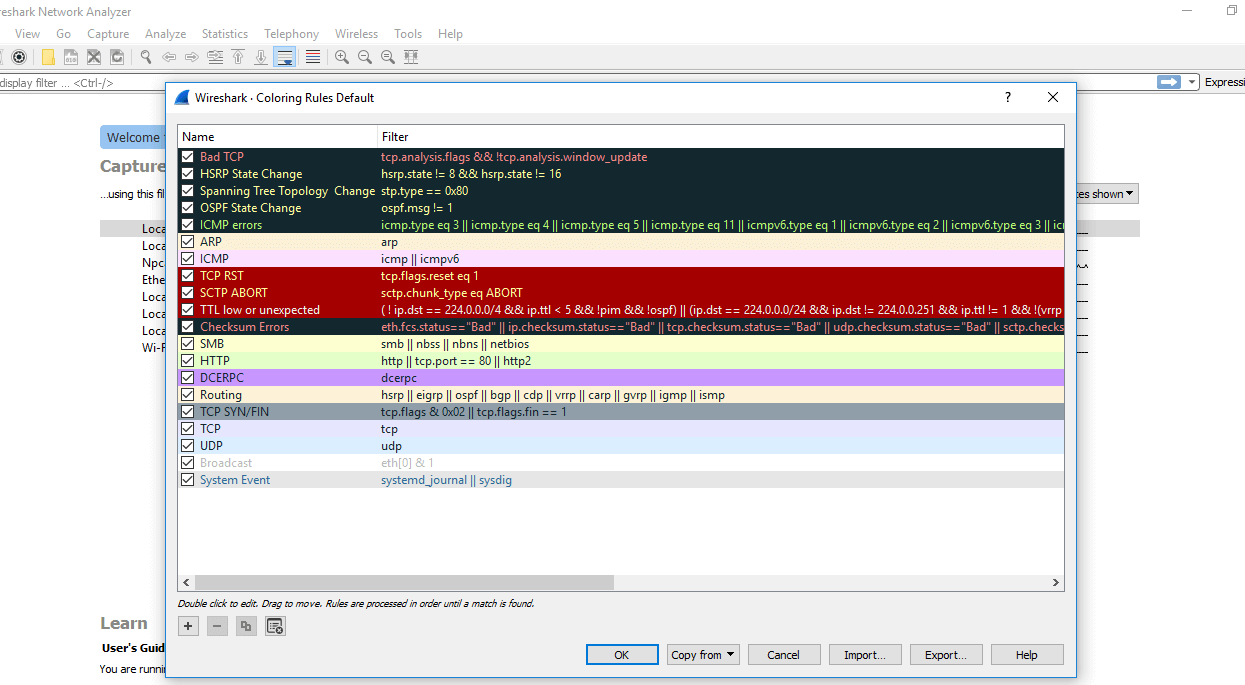 reshark Network Analyzer
View Go Capture Analyze Statistics Telephony Wireless Tools Help
display filter ... <Ctrl-/>
Expressi
Wireshark · Coloring Rules Default
?
Welcome
Capture
...using this fil
es shown
Loca
Loca
Npc
Ethe
Loca
Loca
Loca
Wi-F
Name Filter
Bad TCP tcp.analysis.flags && !tcp.analysis.window_update
HSRP State Change hsrp.state != 8 && hsrp.state != 16
Spanning Tree Topology Change stp.type == 0x80
OSPF State Change ospf.msg != 1
ICMP errors icmp.type eq 3 || icmp.type eq 4 || icmp.type eq 5 || icmp.type eq 11 || icmpv6.type eq 1 || icmpv6.type eq 2 || icmpv6.type eq 3 || ic
ARP arp
ICMP icmp || icmpv6
TCP RST tcp.flags.reset eq 1
SCTP ABORT sctp.chunk_type eq ABORT
TTL low or unexpected ( ! ip.dst == 224.0.0.0/4 && ip.ttl < 5 && !pim && !ospf) || (ip.dst == 224.0.0.0/24 && ip.dst != 224.0.0.251 && ip.ttl != 1 && !(vrrp
Checksum Errors eth.fcs.status=="Bad" || ip.checksum.status=="Bad" || tcp.checksum.status=="Bad" || udp.checksum.status=="Bad" || sctp.checks
SMB smb || nbss || nbns || netbios
HTTP http || tcp.port == 80 || http2
DCERPC dcerpc
Routing hsrp || eigrp || ospf || bgp || cdp || vrrp || carp || gvrp || igmp || ismp
TCP SYN/FIN tcp.flags & 0x02 || tcp.flags.fin == 1
TCP tcp
UDP udp
Broadcast eth[0] & 1
System Event systemd_journal || sysdig
Double click to edit. Drag to move. Rules are processed in order until a match is found.
OK Copy from Cancel Import... Export... Help
Learn
User's Guid
You are runni